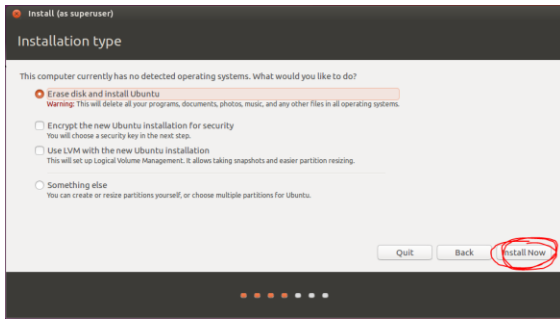 Install (as superuser)
Installation type
This computer currently has no detected operating systems. What would you like to do?
Erase disk and install Ubuntu
Warning: This will delete all your programs, documents, photos, music, and any other files in all operating systems.
Encrypt the new Ubuntu installation for security
You will choose a security key in the next step.
Use LVM with the new Ubuntu installation
This will set up Logical Volume Management. It allows taking snapshots and easier partition resizing.
Something else
You can create or resize partitions yourself, or choose multiple partitions for Ubuntu.
Quit Back Install Now